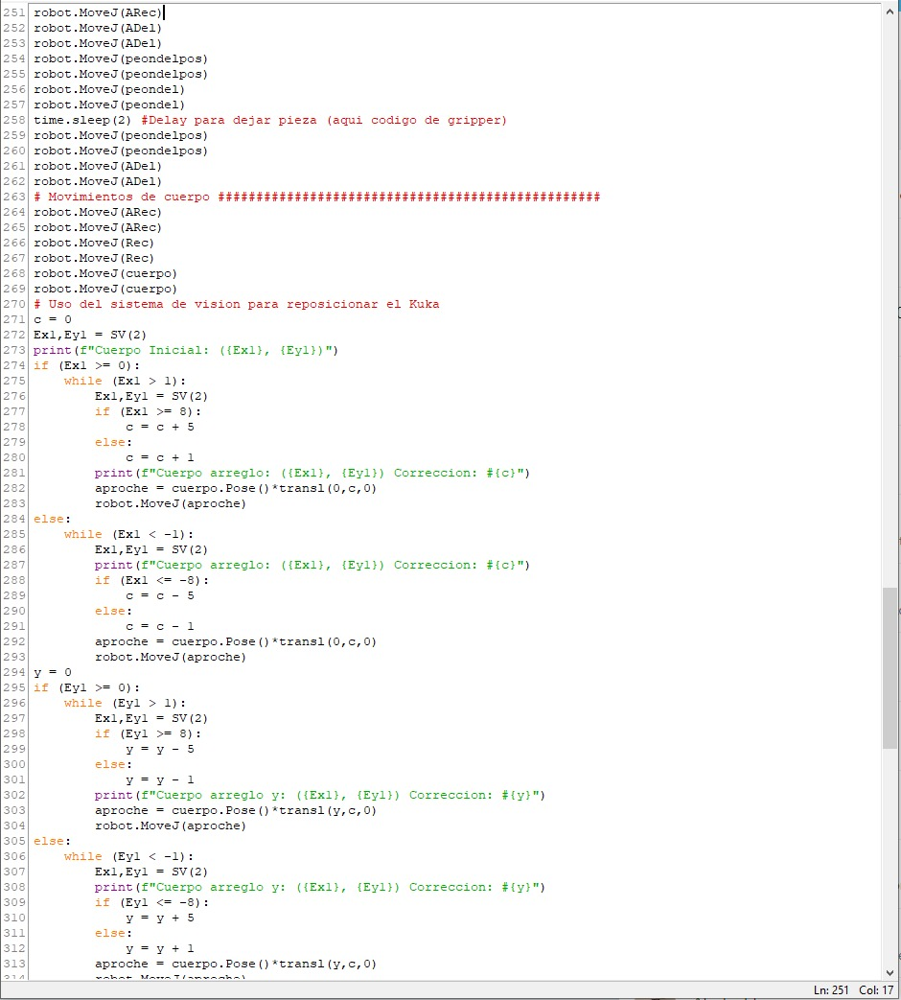 251 robot.MoveJ(ARec)
252 robot.MoveJ(ADel)
253 robot.MoveJ(ADel)
254 robot.MoveJ(peondelpos)
255 robot.MoveJ(peondelpos)
256 robot.MoveJ(peondel)
257 robot.MoveJ(peondel)
258 time.sleep(2) #Delay para dejar pieza (aqui codigo de gripper)
259 robot.MoveJ(peondelpos)
260 robot.MoveJ(peondelpos)
261 robot.MoveJ(ADel)
262 robot.MoveJ(ADel)
263 # Movimientos de cuerpo ##################################################
264 robot.MoveJ(ARec)
265 robot.MoveJ(ARec)
266 robot.MoveJ(Rec)
267 robot.MoveJ(Rec)
268 robot.MoveJ(cuerpo)
269 robot.MoveJ(cuerpo)
270 # Uso del sistema de vision para reposicionar el Kuka
271 c = 0
272 Ex1,Ey1 = SV(2)
273 print(f"Cuerpo Inicial: ({Ex1}, {Ey1})")
274 if (Ex1 >= 0):
275     while (Ex1 > 1):
276         Ex1,Ey1 = SV(2)
277         if (Ex1 >= 8):
278             c = c + 5
279         else:
280             c = c + 1
281         print(f"Cuerpo arreglo: ({Ex1}, {Ey1}) Correccion: #{c}")
282         aproche = cuerpo.Pose()*transl(0,c,0)
283         robot.MoveJ(aproche)
284 else:
285     while (Ex1 < -1):
286         Ex1,Ey1 = SV(2)
287         print(f"Cuerpo arreglo: ({Ex1}, {Ey1}) Correccion: #{c}")
288         if (Ex1 <= -8):
289             c = c - 5
290         else:
291             c = c - 1
292         aproche = cuerpo.Pose()*transl(0,c,0)
293         robot.MoveJ(aproche)
294 y = 0
295 if (Ey1 >= 0):
296     while (Ey1 > 1):
297         Ex1,Ey1 = SV(2)
298         if (Ey1 >= 8):
299             y = y - 5
300         else:
301             y = y - 1
302         print(f"Cuerpo arreglo y: ({Ex1}, {Ey1}) Correccion: #{y}")
303         aproche = cuerpo.Pose()*transl(y,c,0)
304         robot.MoveJ(aproche)
305 else:
306     while (Ey1 < -1):
307         Ex1,Ey1 = SV(2)
308         print(f"Cuerpo arreglo y: ({Ex1}, {Ey1}) Correccion: #{y}")
309         if (Ey1 <= -8):
310             y = y + 5
311         else:
312             y = y + 1
313         aproche = cuerpo.Pose()*transl(y,c,0)
314         robot.MoveJ(aproche)
Ln: 251 Col: 17